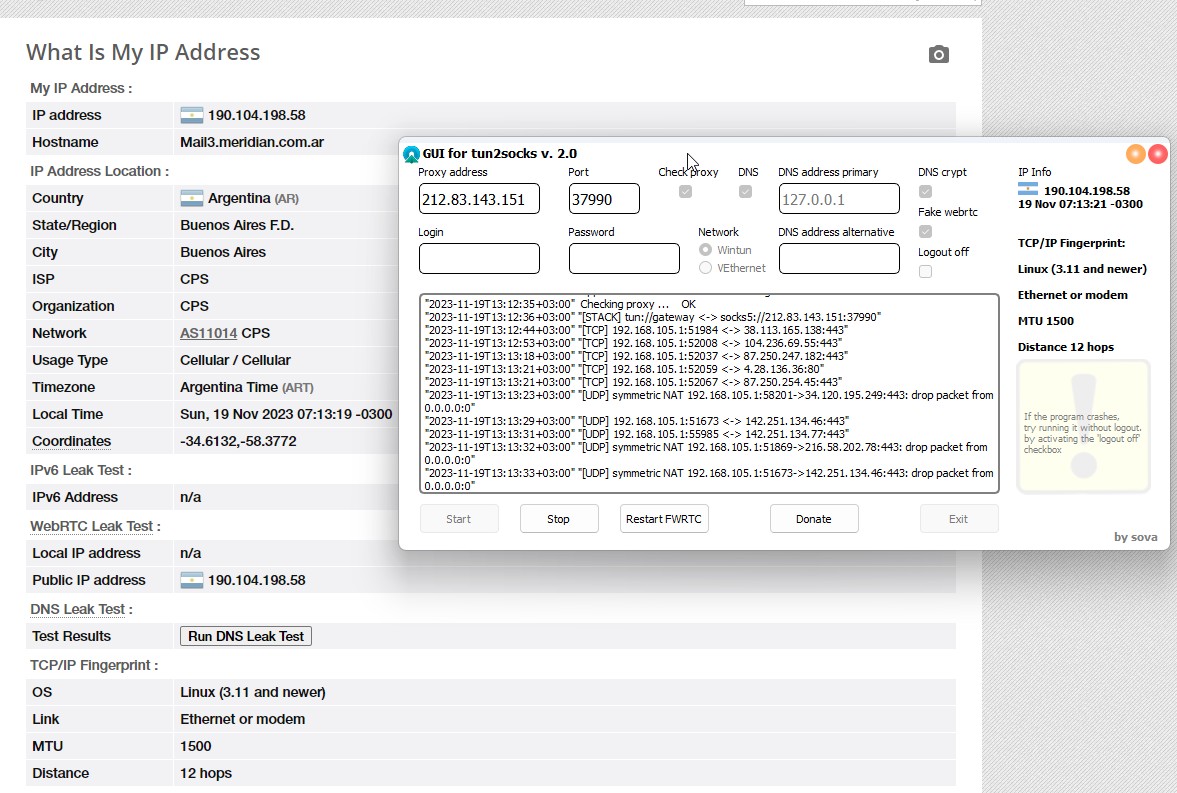 What Is My IP Address
My IP Address :
IP address 190.104.198.58
Hostname Mail3.meridian.com.ar
IP Address Location :
Country Argentina (AR)
State/Region Buenos Aires F.D.
City Buenos Aires
ISP CPS
Organization CPS
Network AS11014 CPS
Usage Type Cellular / Cellular
Timezone Argentina Time (ART)
Local Time Sun, 19 Nov 2023 07:13:19 -0300
Coordinates -34.6132,-58.3772
IPv6 Leak Test :
IPv6 Address n/a
WebRTC Leak Test :
Local IP address n/a
Public IP address 190.104.198.58
DNS Leak Test :
Test Results Run DNS Leak Test
TCP/IP Fingerprint :
OS Linux (3.11 and newer)
Link Ethernet or modem
MTU 1500
Distance 12 hops
GUI for tun2socks v. 2.0
Proxy address Port Check proxy DNS DNS address primary DNS crypt
212.83.143.151 37990 127.0.0.1
Fake webrtc
Login Password Network DNS address alternative
Wintun
VEthernet
Logout off
"2023-11-19T13:12:35+03:00" Checking proxy ... OK
"2023-11-19T13:12:36+03:00" "[STACK] tun://gateway <-> socks5://212.83.143.151:37990"
"2023-11-19T13:12:44+03:00" "[TCP] 192.168.105.1:51984 <-> 38.113.165.138:443"
"2023-11-19T13:12:53+03:00" "[TCP] 192.168.105.1:52008 <-> 104.236.69.55:443"
"2023-11-19T13:13:18+03:00" "[TCP] 192.168.105.1:52037 <-> 87.250.247.182:443"
"2023-11-19T13:13:21+03:00" "[TCP] 192.168.105.1:52059 <-> 4.28.136.36:80"
"2023-11-19T13:13:21+03:00" "[TCP] 192.168.105.1:52067 <-> 87.250.254.45:443"
"2023-11-19T13:13:23+03:00" "[UDP] symmetric NAT 192.168.105.1:58201->34.120.195.249:443: drop packet from
0.0.0.0:0"
"2023-11-19T13:13:29+03:00" "[UDP] 192.168.105.1:51673 <-> 142.251.134.46:443"
"2023-11-19T13:13:31+03:00" "[UDP] 192.168.105.1:55985 <-> 142.251.134.77:443"
"2023-11-19T13:13:32+03:00" "[UDP] symmetric NAT 192.168.105.1:51869->216.58.202.78:443: drop packet from
0.0.0.0:0"
"2023-11-19T13:13:33+03:00" "[UDP] symmetric NAT 192.168.105.1:51673->142.251.134.46:443: drop packet from
0.0.0.0:0"
Start Stop Restart FWRTC Donate Exit
IP Info
190.104.198.58
19 Nov 07:13:21 -0300
TCP/IP Fingerprint:
Linux (3.11 and newer)
Ethernet or modem
MTU 1500
Distance 12 hops
If the program crashes,
try running it without logout.
by activating the 'logout off'
checkbox
by sova